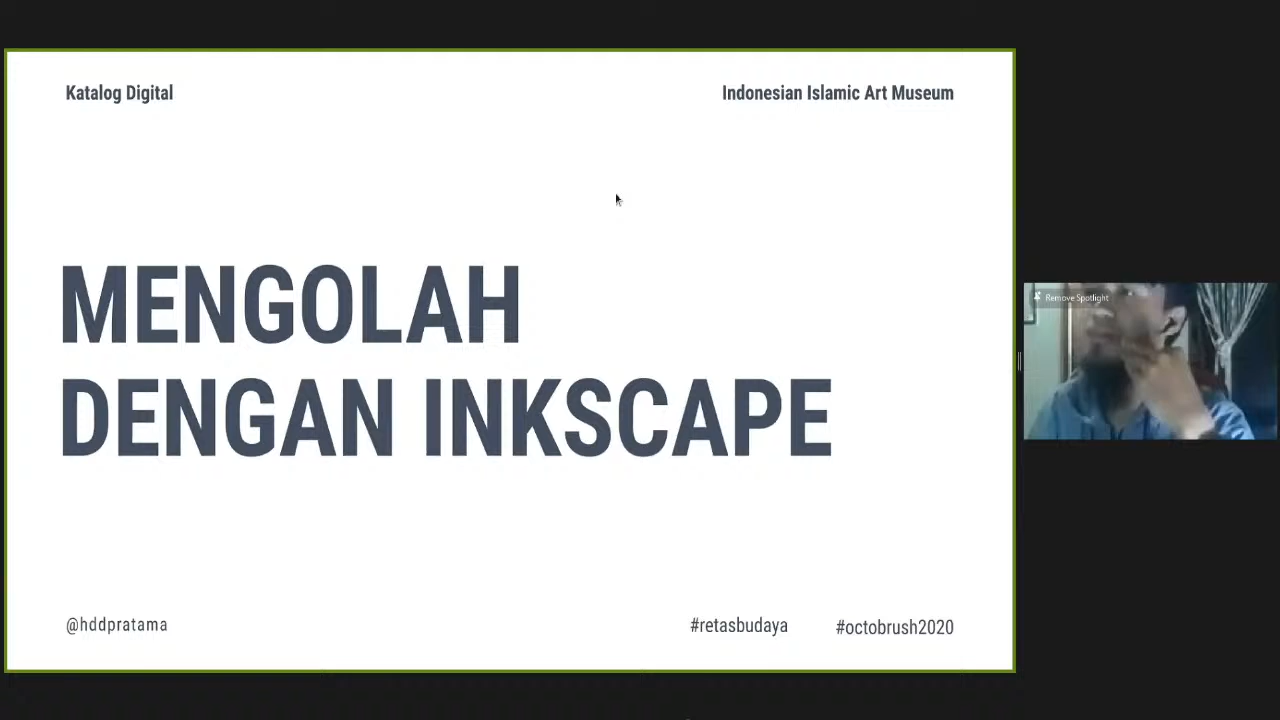 Katalog Digital
Indonesian Islamic Art Museum
MENGOLAH
DENGAN INKSCAPE
Remove Spotlight
@hddpratama
#retasbudaya
#octobrush2020